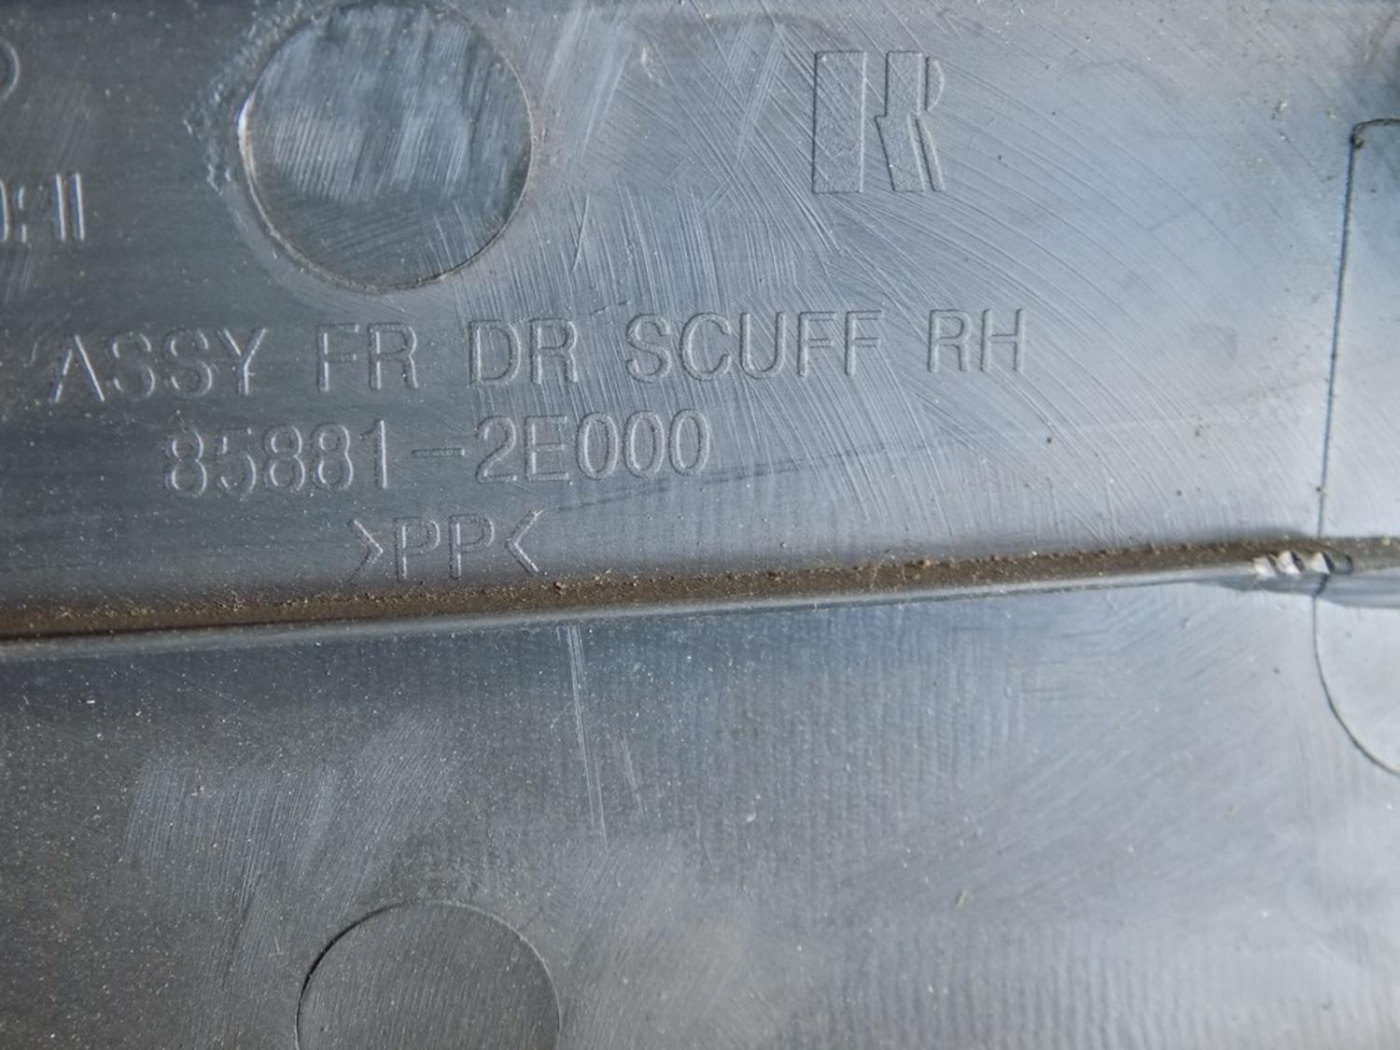 ASSY FR DR SCUFF RH
85881-2E000
>PP<